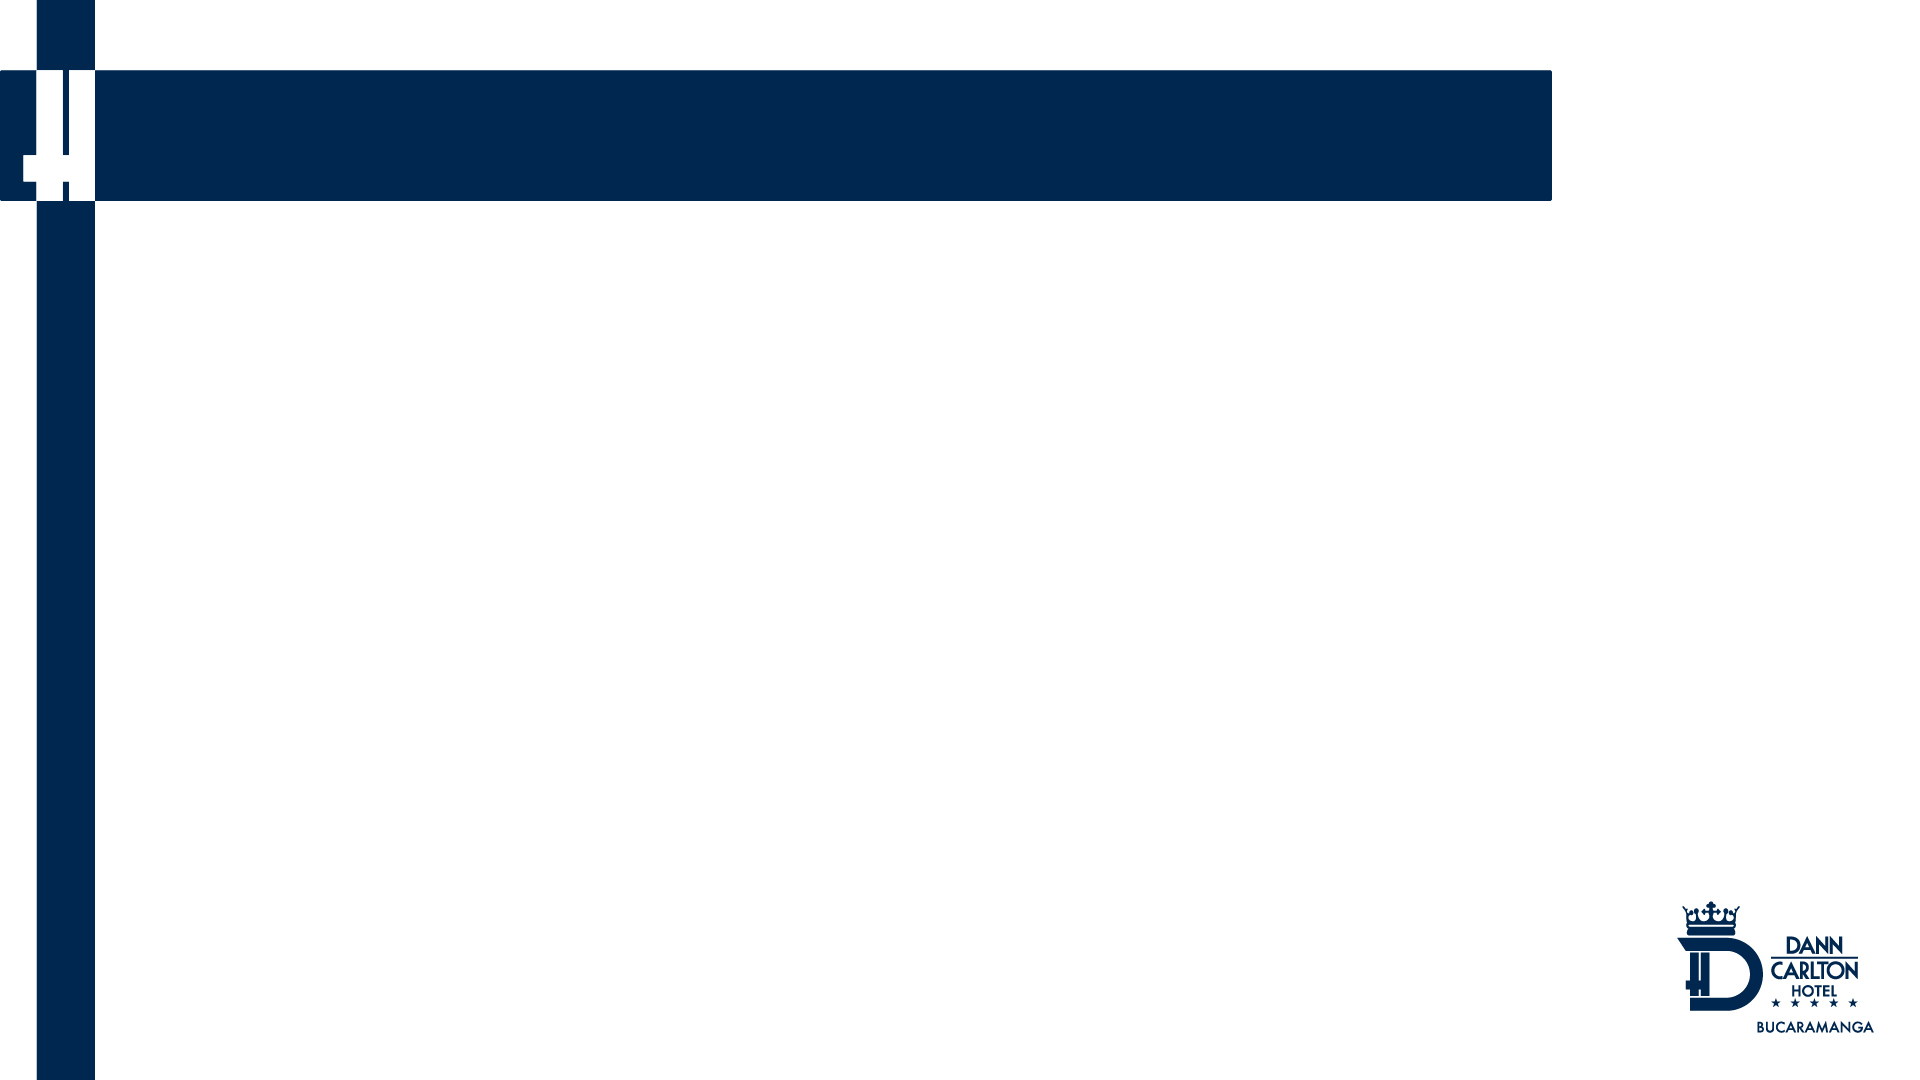 DANN
CARLTON
HOTEL
★ ★ ★ ★ ★
BUCARAMANGA